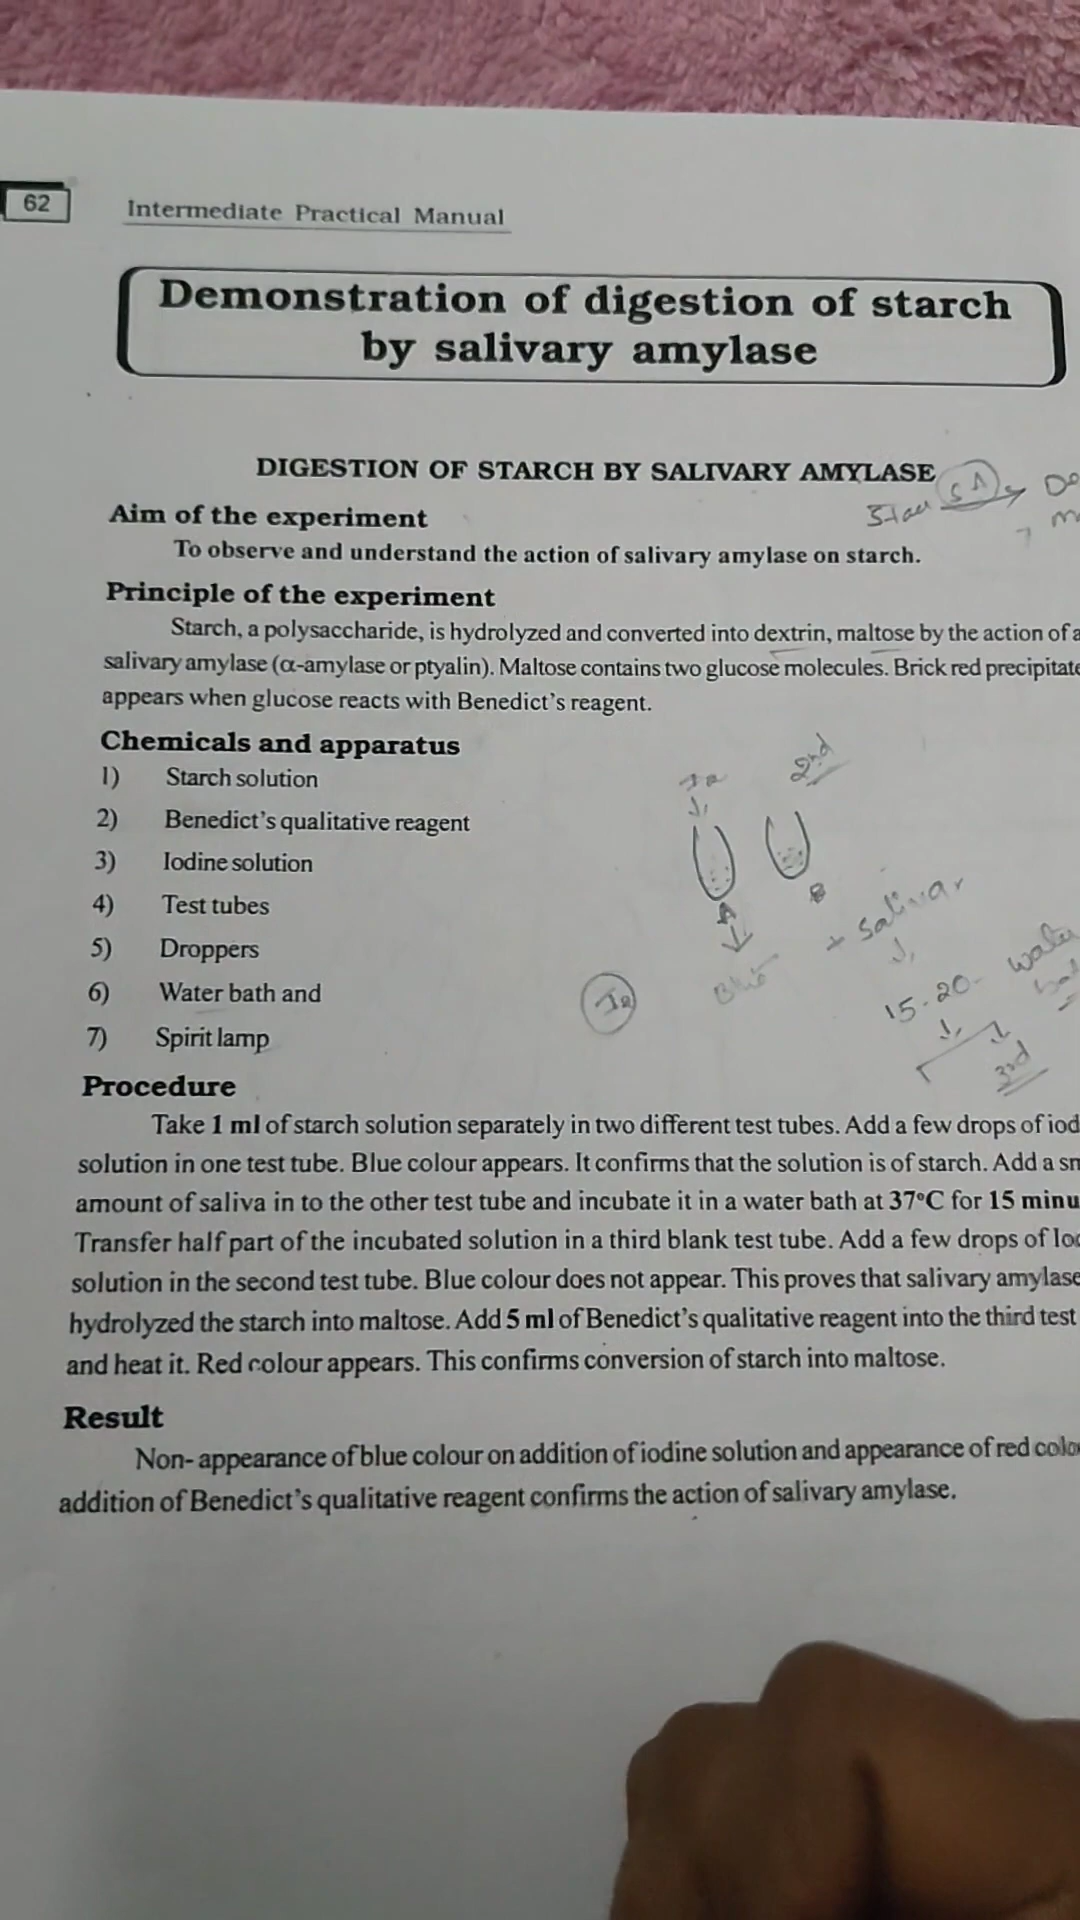 62
Intermediate Practical Manual
Demonstration of digestion of starch
by salivary amylase
DIGESTION OF STARCH BY SALIVARY AMYLASE
SA
Aim of the experiment
To observe and understand the action of salivary amylase on starch.
Principle of the experiment
Starch, a polysaccharide, is hydrolyzed and converted into dextrin, maltose by the action of a
salivary amylase (α-amylase or ptyalin). Maltose contains two glucose molecules. Brick red precipitate
appears when glucose reacts with Benedict's reagent.
Chemicals and apparatus
1) Starch solution
2) Benedict's qualitative reagent
3) Iodine solution
4) Test tubes
5) Droppers
6) Water bath and
7) Spirit lamp
2nd
A
B
+ Salivar
Blue
15-20-
water
3rd
Procedure
Take 1 ml of starch solution separately in two different test tubes. Add a few drops of iod
solution in one test tube. Blue colour appears. It confirms that the solution is of starch. Add a sm
amount of saliva in to the other test tube and incubate it in a water bath at 37°C for 15 minu
Transfer half part of the incubated solution in a third blank test tube. Add a few drops of Iod
solution in the second test tube. Blue colour does not appear. This proves that salivary amylase
hydrolyzed the starch into maltose. Add 5 ml of Benedict's qualitative reagent into the third test
and heat it. Red colour appears. This confirms conversion of starch into maltose.
Result
Non- appearance of blue colour on addition of iodine solution and appearance of red colo
addition of Benedict's qualitative reagent confirms the action of salivary amylase.